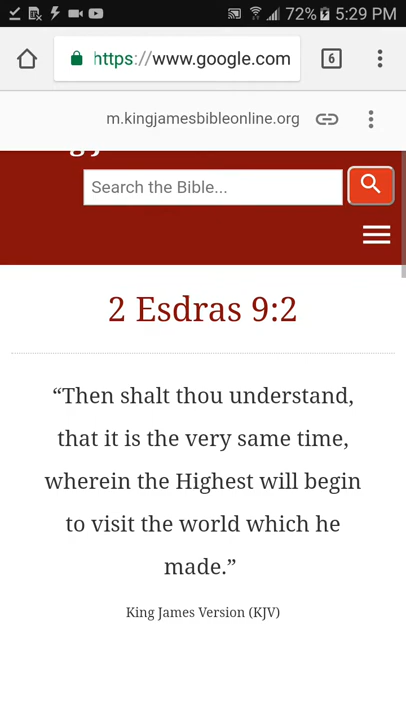 72% 5:29 PM
https://www.google.com 6
m.kingjamesbibleonline.org
Search the Bible...
2 Esdras 9:2
“Then shalt thou understand,
that it is the very same time,
wherein the Highest will begin
to visit the world which he
made.”
King James Version (KJV)